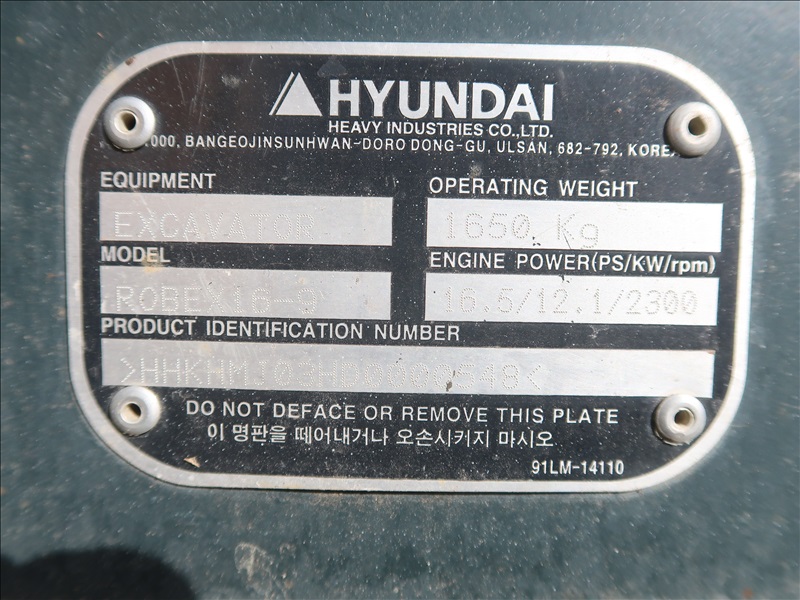 HYUNDAI
HEAVY INDUSTRIES CO., LTD.
000, BANGEOJINSUNHWAN-DORO DONG-GU, ULSAN, 682-792, KOREA
EQUIPMENT
OPERATING WEIGHT
EXCAVATOR
1650 Kg
MODEL
ENGINE POWER(PS/KW/rpm)
ROBEX16-9
16.5/12.1/2300
PRODUCT IDENTIFICATION NUMBER
DO NOT DEFACE OR REMOVE THIS PLATE
이 명판을 떼어내거나 오손시키지 마시오.
91LM-14110